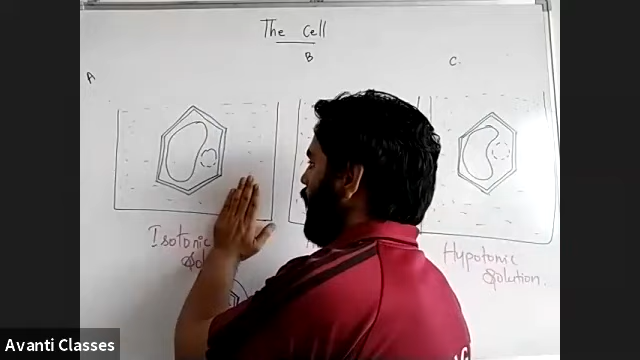 The Cell
A
B
C.
Isotonic
Hypotonic
Solution.
Avanti Classes